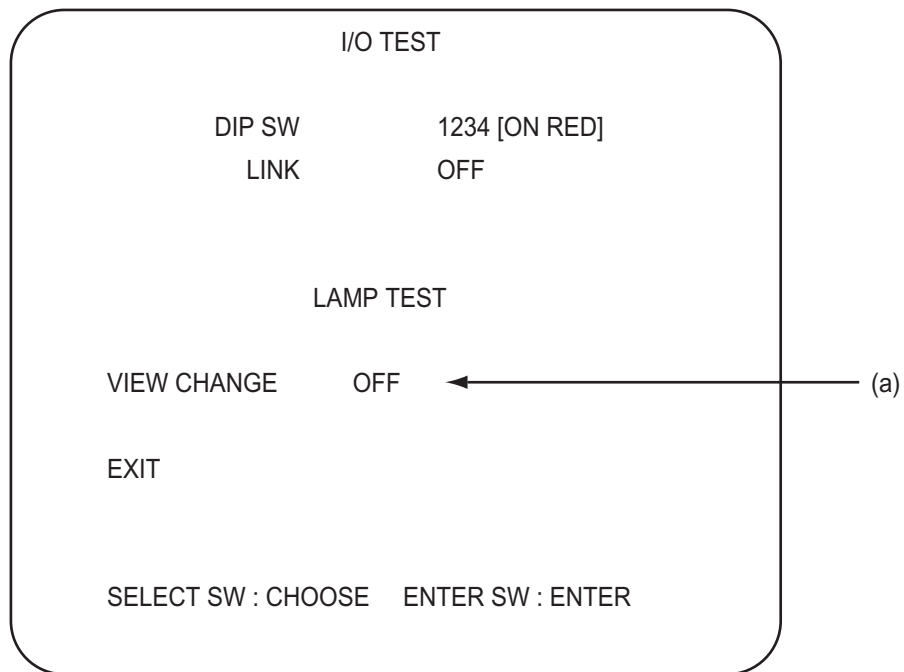 I/O TEST
DIP SW 1234 [ON RED]
LINK OFF
LAMP TEST
VIEW CHANGE OFF (a)
EXIT
SELECT SW : CHOOSE ENTER SW : ENTER